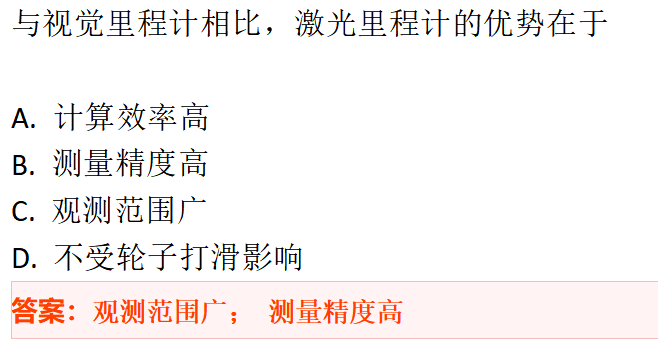 与视觉里程计相比，激光里程计的优势在于
A. 计算效率高
B. 测量精度高
C. 观测范围广
D. 不受轮子打滑影响
答案：观测范围广； 测量精度高